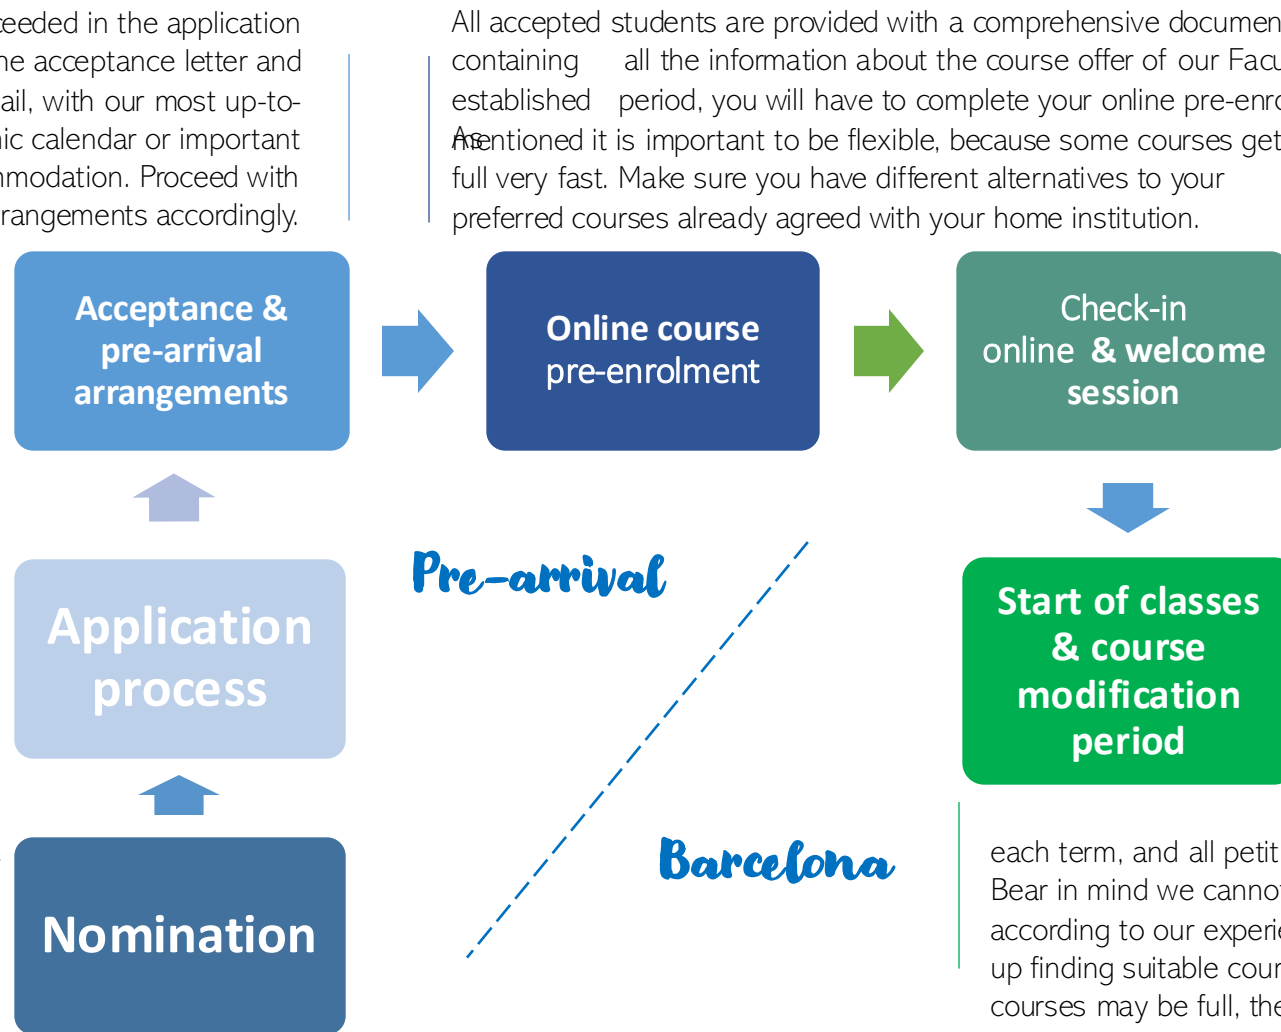 ceeded in the application
he acceptance letter and
ail, with our most up-to-
nic calendar or important
mmodation. Proceed with
rrangements accordingly.
All accepted students are provided with a comprehensive documen
containing all the information about the course offer of our Facu
established period, you will have to complete your online pre-enro
As
mentioned it is important to be flexible, because some courses get
full very fast. Make sure you have different alternatives to your
preferred courses already agreed with your home institution.
Acceptance &
pre-arrival
arrangements
Online course
pre-enrolment
Check-in
online & welcome
session
Application
process
Pre-arrival
Start of classes
& course
modification
period
Nomination
Barcelona
each term, and all petit
Bear in mind we cannot
according to our experie
up finding suitable cour
courses may be full, the